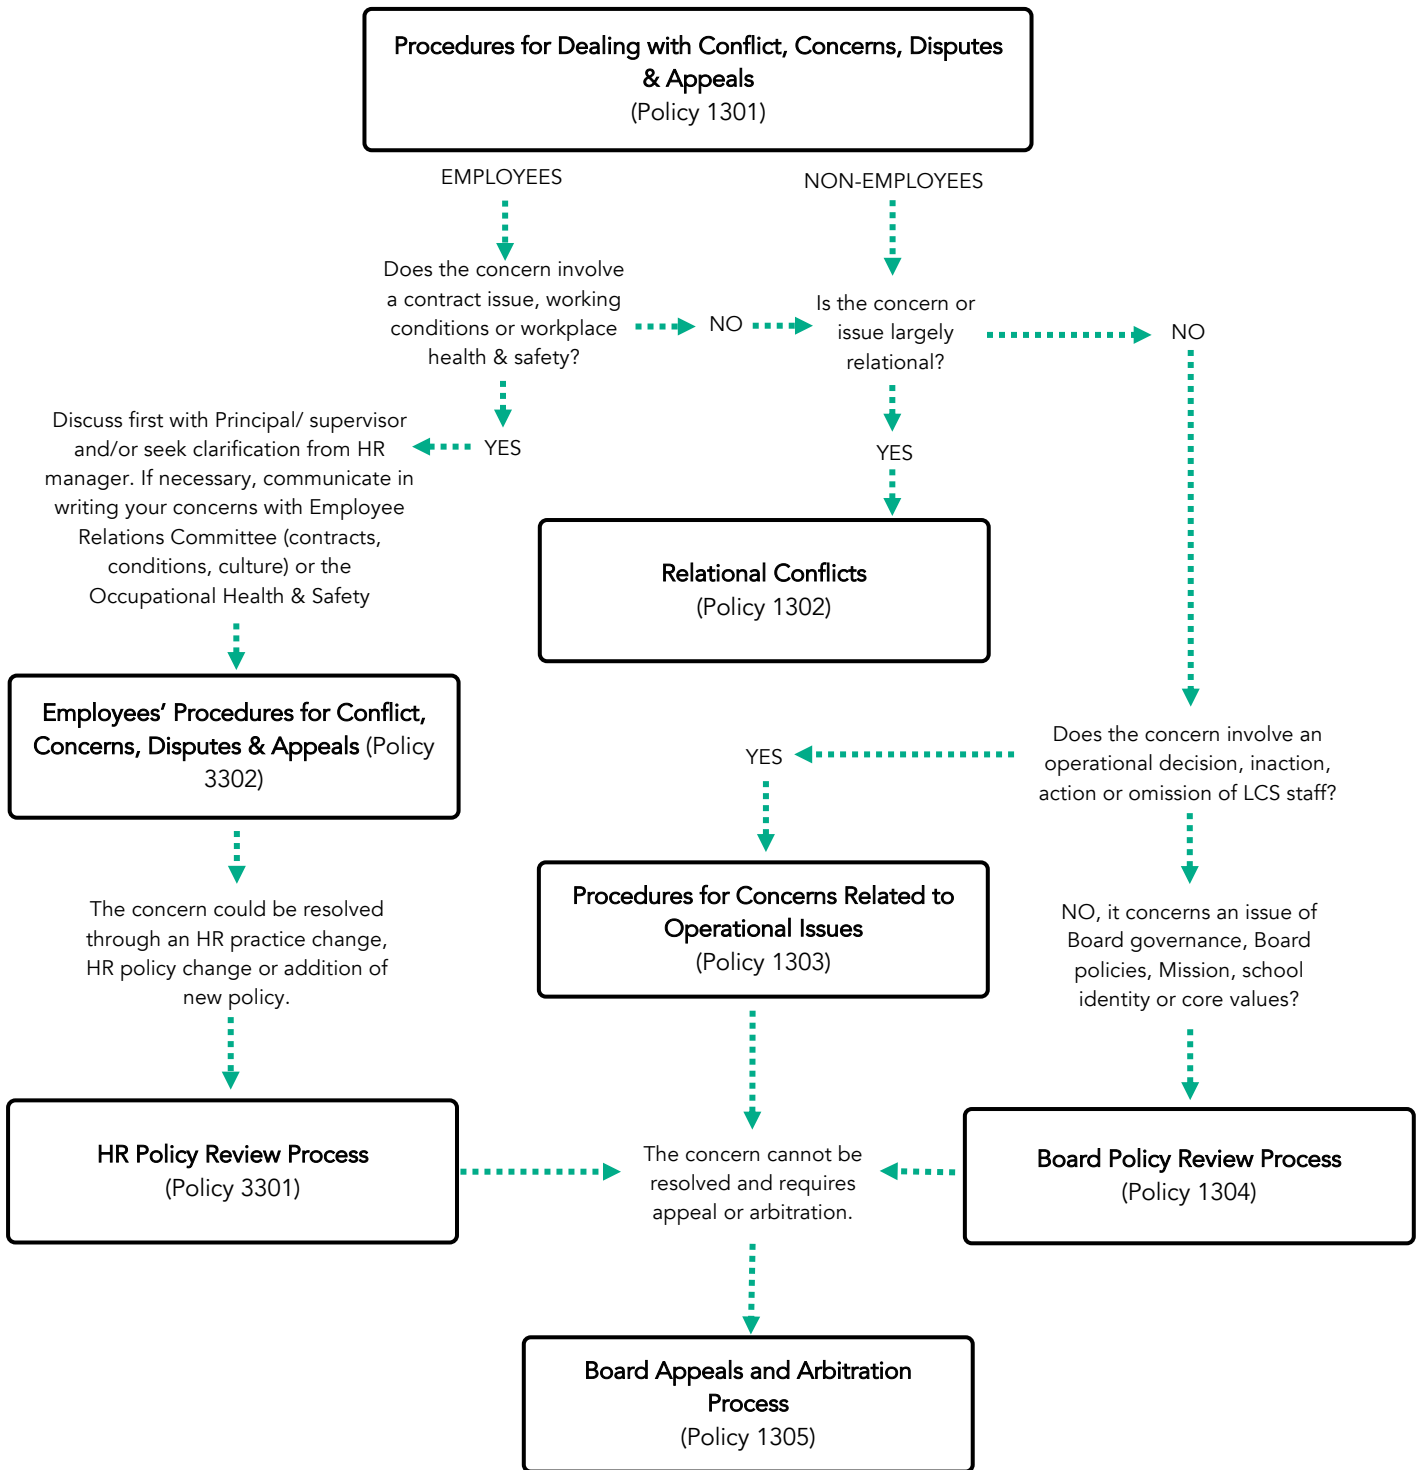 Procedures for Dealing with Conflict, Concerns, Disputes
& Appeals
(Policy 1301)
EMPLOYEES
NON-EMPLOYEES
Does the concern involve
a contract issue, working
conditions or workplace
health & safety?
NO
Is the concern or
issue largely
relational?
NO
YES
YES
Discuss first with Principal/ supervisor
and/or seek clarification from HR
manager. If necessary, communicate in
writing your concerns with Employee
Relations Committee (contracts,
conditions, culture) or the
Occupational Health & Safety
Relational Conflicts
(Policy 1302)
Employees’ Procedures for Conflict,
Concerns, Disputes & Appeals (Policy
3302)
Does the concern involve an
operational decision, inaction,
action or omission of LCS staff?
YES
Procedures for Concerns Related to
Operational Issues
(Policy 1303)
The concern could be resolved
through an HR practice change,
HR policy change or addition of
new policy.
NO, it concerns an issue of
Board governance, Board
policies, Mission, school
identity or core values?
HR Policy Review Process
(Policy 3301)
The concern cannot be
resolved and requires
appeal or arbitration.
Board Policy Review Process
(Policy 1304)
Board Appeals and Arbitration
Process
(Policy 1305)